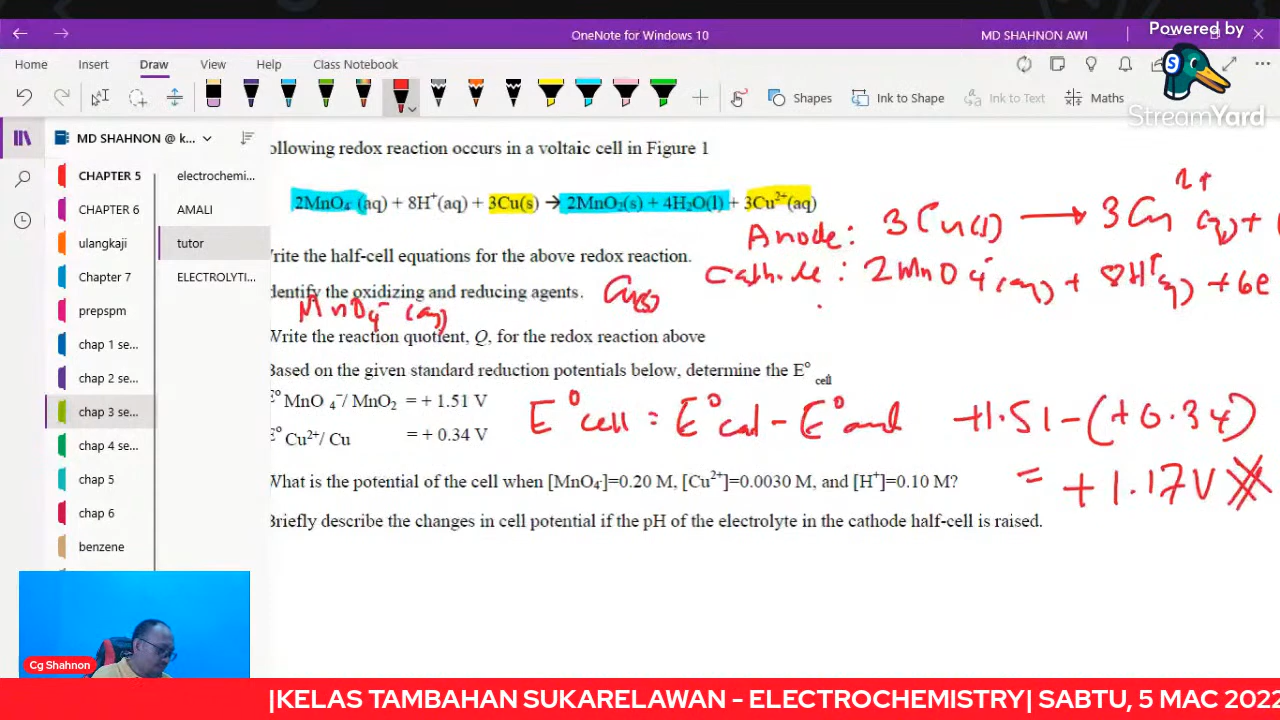 OneNote for Windows 10
MD SHAHNON AWI
Powered by
StreamYard
Home Insert Draw View Help Class Notebook
Shapes Ink to Shape Ink to Text Maths
MD SHAHNON @ k...
CHAPTER 5
CHAPTER 6
ulangkaji
Chapter 7
prepspm
chap 1 se...
chap 2 se...
chap 3 se...
chap 4 se...
chap 5
chap 6
benzene
electrochemi...
AMALI
tutor
ELECTROLYTI...
ollowing redox reaction occurs in a voltaic cell in Figure 1
2MnO₄⁻(aq) + 8H⁺(aq) + 3Cu(s) → 2MnO₂(s) + 4H₂O(l) + 3Cu²⁺(aq)
Anode: 3Cu(s) → 3Cu²⁺(aq) +
rite the half-cell equations for the above redox reaction.
Cathode: 2MnO₄⁻(aq) + 8H⁺(aq) + 6e
dentify the oxidizing and reducing agents. Cu(s)
MnO₄⁻(aq)
Write the reaction quotient, Q, for the redox reaction above
Based on the given standard reduction potentials below, determine the E° cell
E° MnO ₄⁻/ MnO₂ = + 1.51 V
E° Cu²⁺/ Cu = + 0.34 V
E°cell = E°cat - E°and +1.51 - (+0.34)
= +1.17V
What is the potential of the cell when [MnO₄⁻]=0.20 M, [Cu²⁺]=0.0030 M, and [H⁺]=0.10 M?
Briefly describe the changes in cell potential if the pH of the electrolyte in the cathode half-cell is raised.
Cg Shahnon
|KELAS TAMBAHAN SUKARELAWAN - ELECTROCHEMISTRY| SABTU, 5 MAC 2022